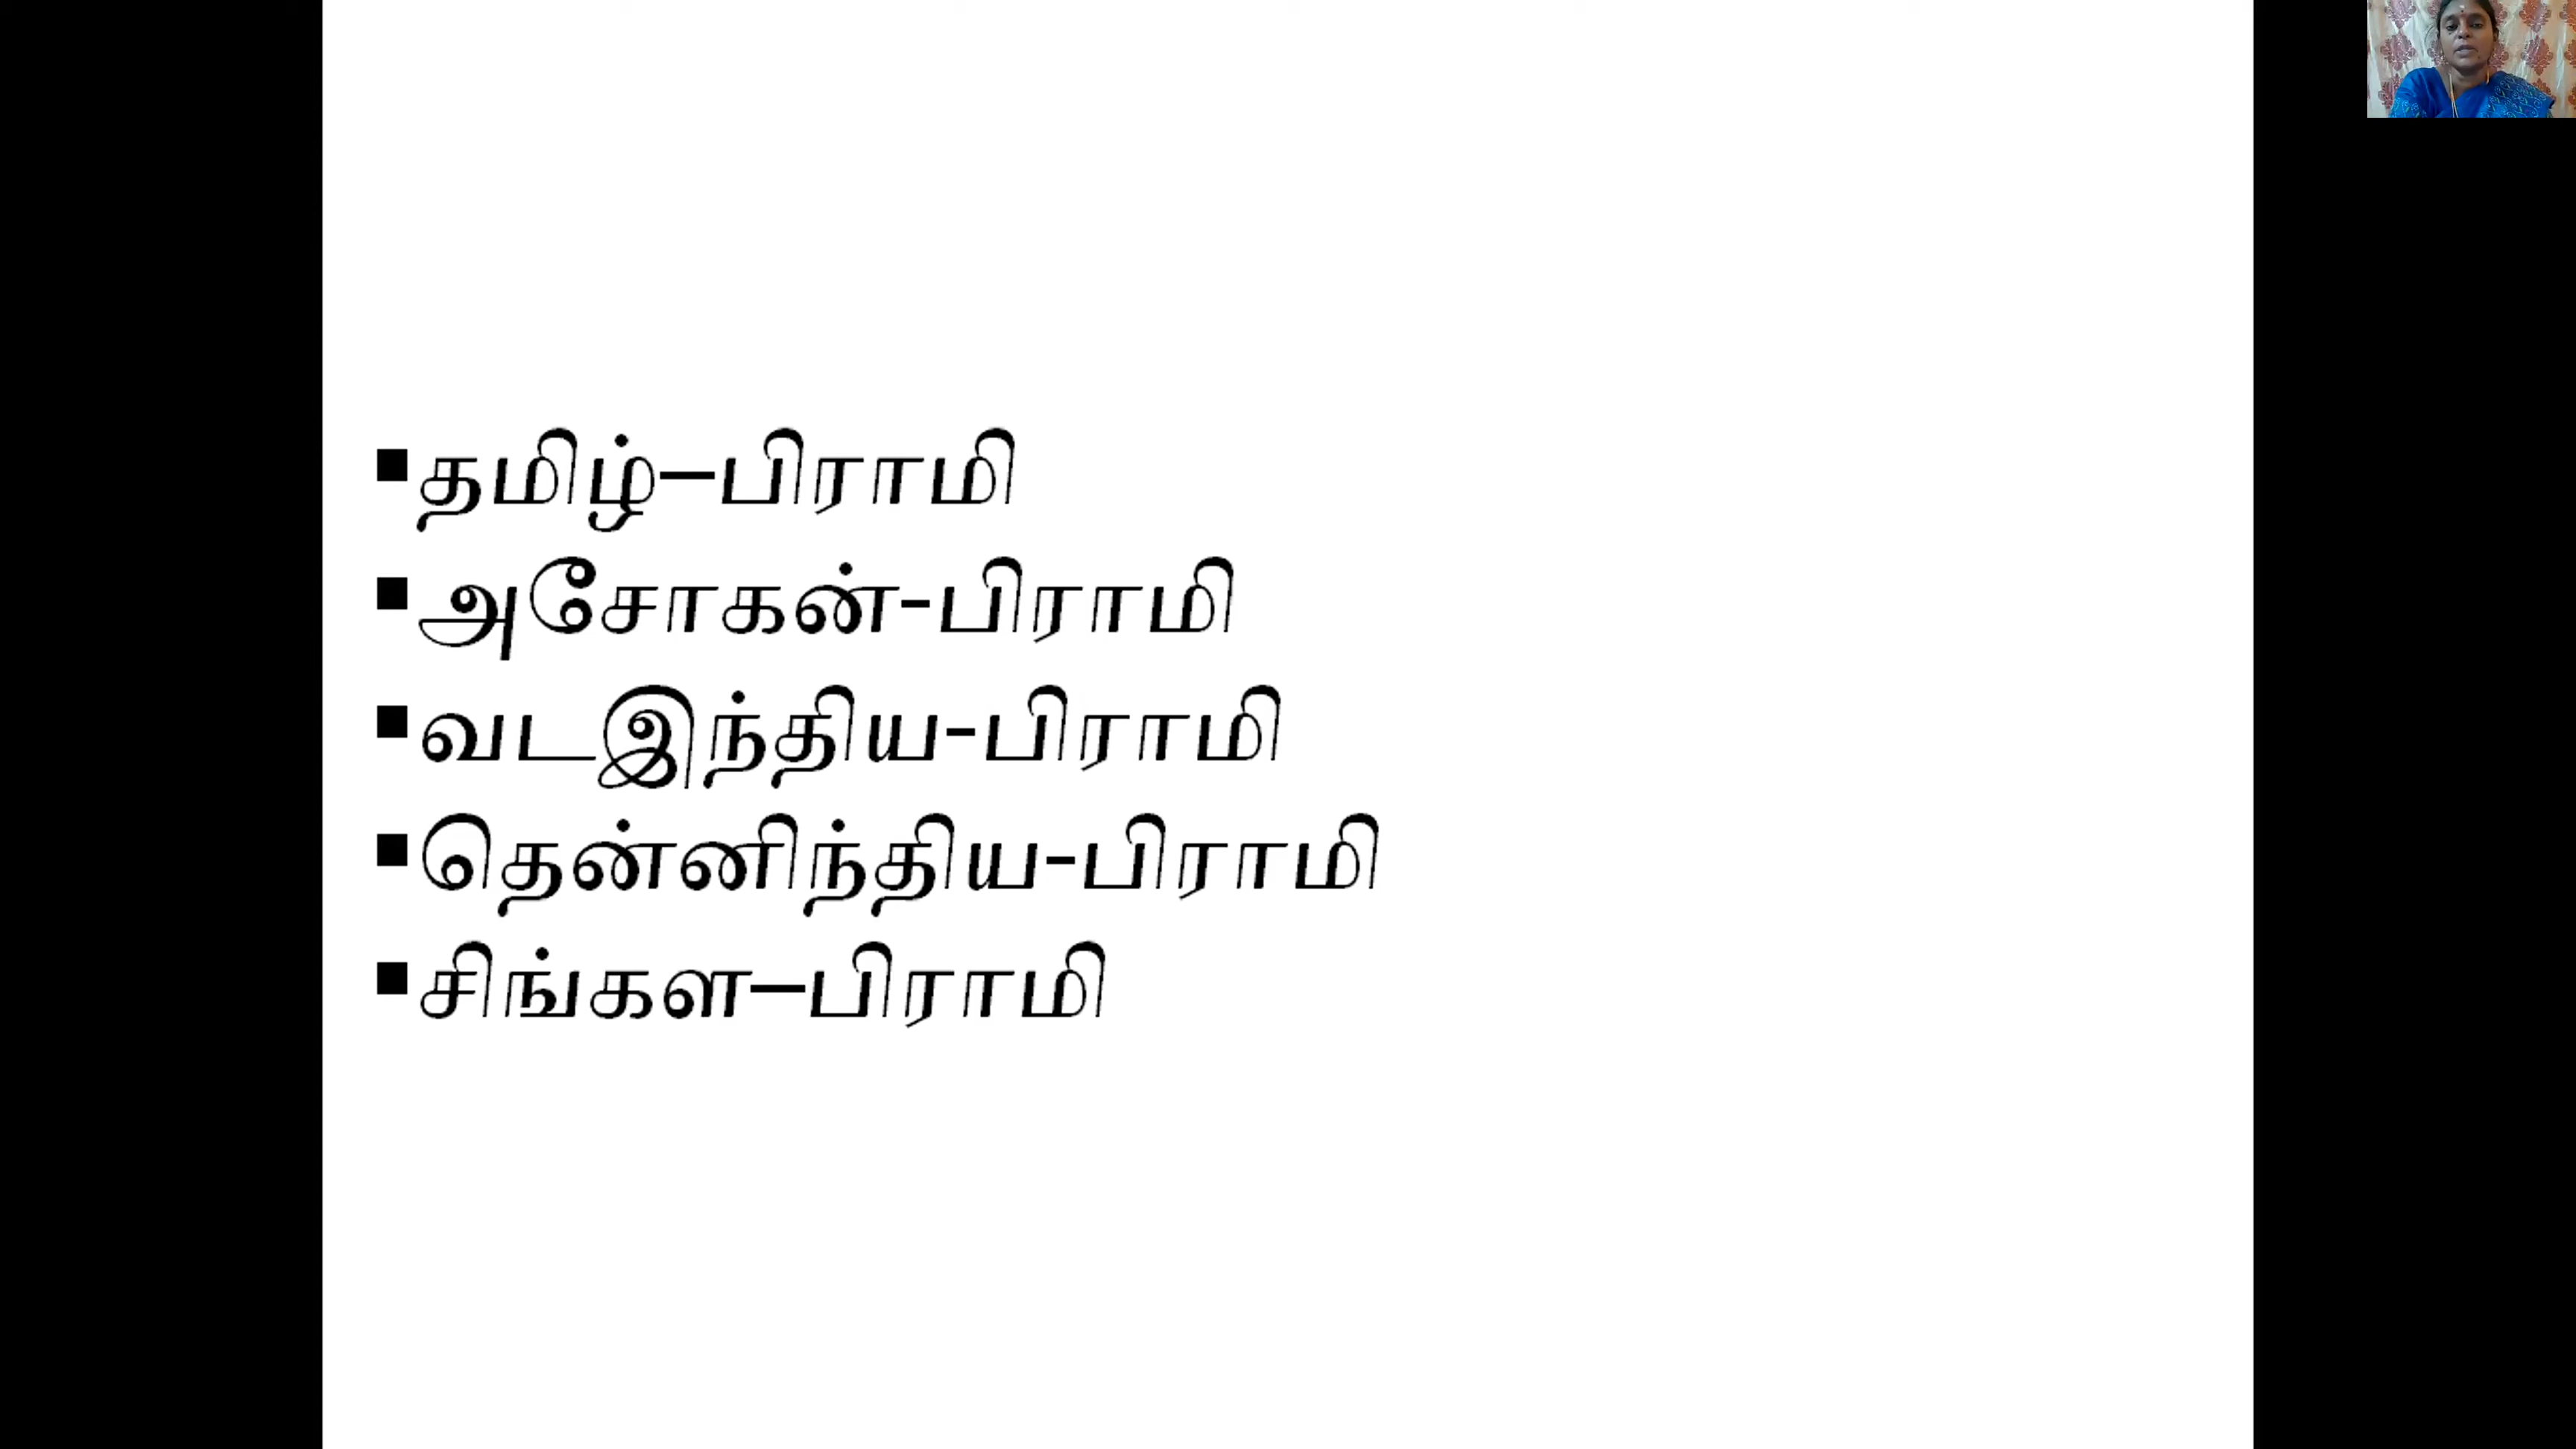 ▪தமிழ்–பிராமி
▪அசோகன்-பிராமி
▪வடஇந்திய-பிராமி
▪தென்னிந்திய-பிராமி
▪சிங்கள–பிராமி